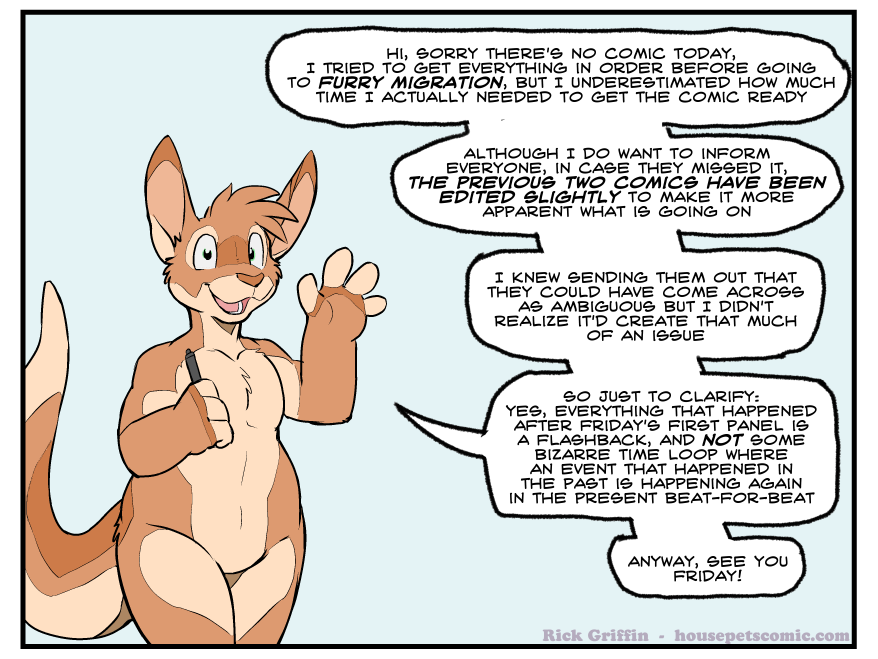 HI, SORRY THERE'S NO COMIC TODAY,
I TRIED TO GET EVERYTHING IN ORDER BEFORE GOING
TO FURRY MIGRATION, BUT I UNDERESTIMATED HOW MUCH
TIME I ACTUALLY NEEDED TO GET THE COMIC READY
ALTHOUGH I DO WANT TO INFORM
EVERYONE, IN CASE THEY MISSED IT,
THE PREVIOUS TWO COMICS HAVE BEEN
EDITED SLIGHTLY TO MAKE IT MORE
APPARENT WHAT IS GOING ON
I KNEW SENDING THEM OUT THAT
THEY COULD HAVE COME ACROSS
AS AMBIGUOUS BUT I DIDN'T
REALIZE IT'D CREATE THAT MUCH
OF AN ISSUE
SO JUST TO CLARIFY:
YES, EVERYTHING THAT HAPPENED
AFTER FRIDAY'S FIRST PANEL IS
A FLASHBACK, AND NOT SOME
BIZARRE TIME LOOP WHERE
AN EVENT THAT HAPPENED IN
THE PAST IS HAPPENING AGAIN
IN THE PRESENT BEAT-FOR-BEAT
ANYWAY, SEE YOU
FRIDAY!
Rick Griffin - housepetscomic.com